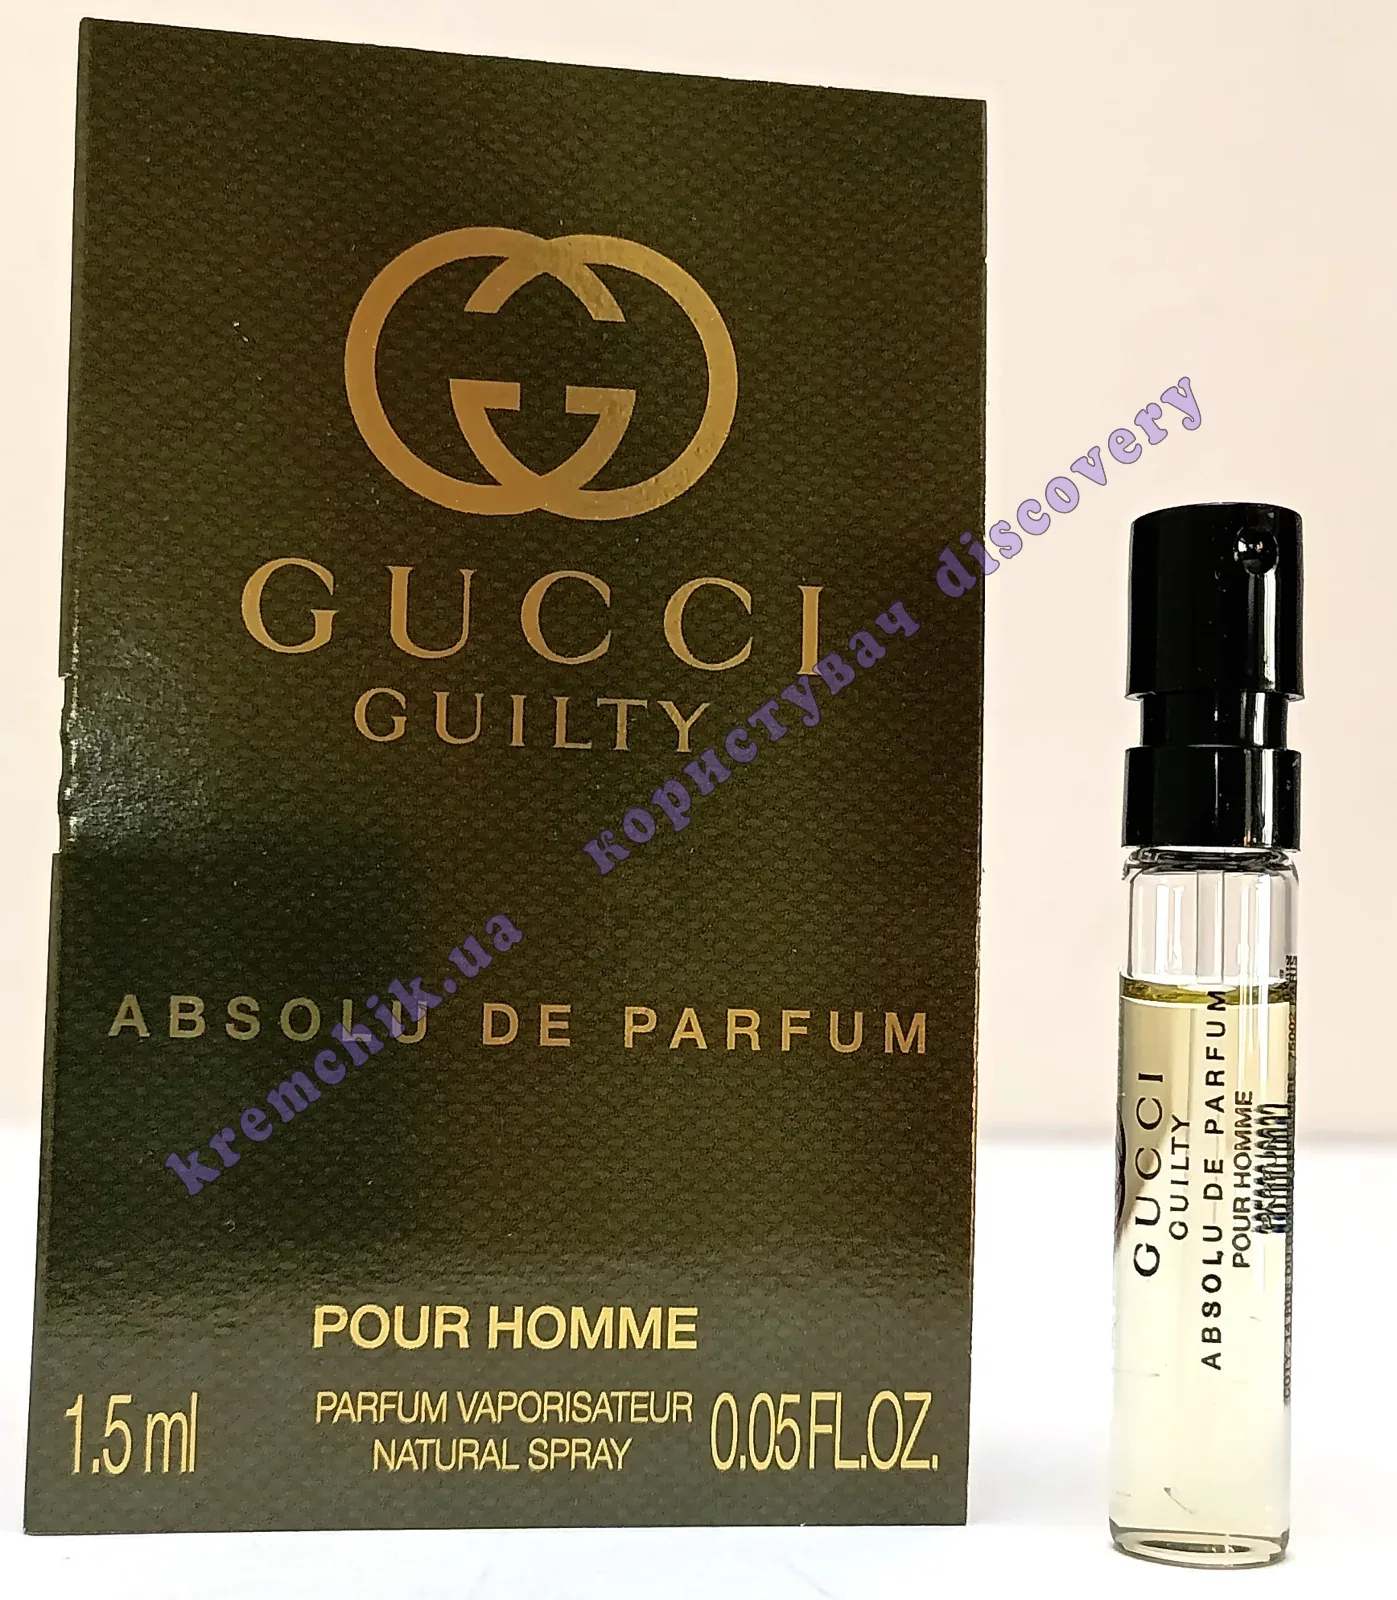 GUCCI
GUILTY
ABSOLU DE PARFUM
POUR HOMME
1.5 ml
PARFUM VAPORISATEUR
NATURAL SPRAY
0.05 FL.OZ.
kremchik.ua користувач discovery
GUCCI
GUILTY
ABSOLU DE PARFUM
POUR HOMME